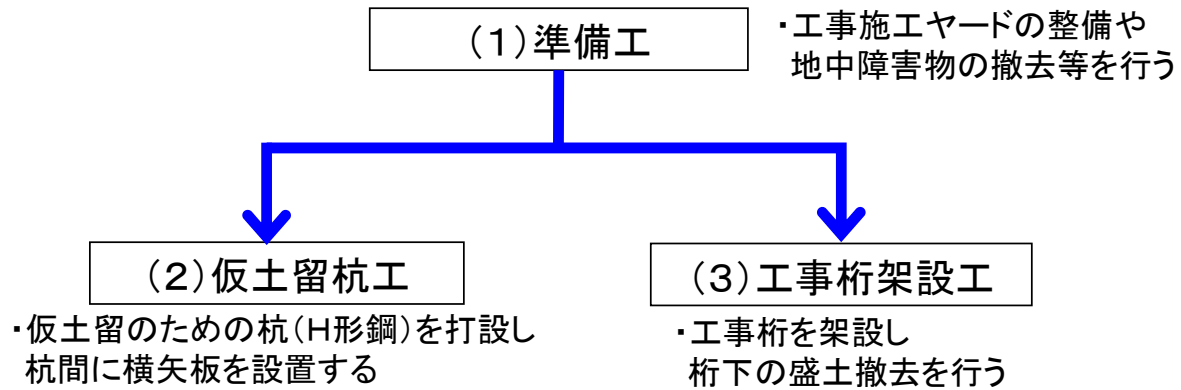 (1)準備工
・工事施工ヤードの整備や
地中障害物の撤去等を行う
(2)仮土留杭工
・仮土留のための杭(H形鋼)を打設し
杭間に横矢板を設置する
(3)工事桁架設工
・工事桁を架設し
桁下の盛土撤去を行う